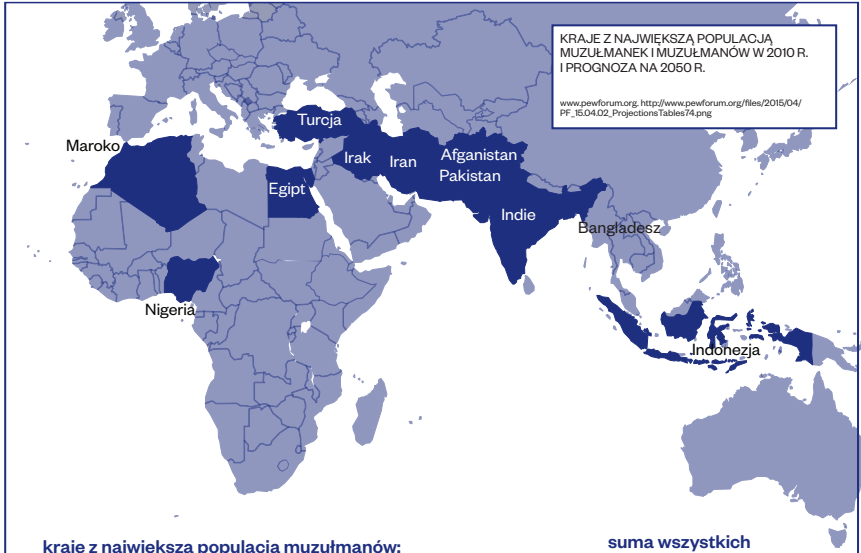 KRAJE Z NAJWIĘKSZĄ POPULACJĄ
MUZUŁMANEK I MUZUŁMANÓW W 2010 R.
I PROGNOZA NA 2050 R.
www.pewforum.org. http://www.pewforum.org/files/2015/04/
PF_15.04.02_ProjectionsTables74.png
Turcja
Maroko
Irak
Iran
Afganistan
Pakistan
Egipt
Indie
Bangladesz
Nigeria
Indonezja
kraje z największą populacją muzułmanów:
suma wszystkich